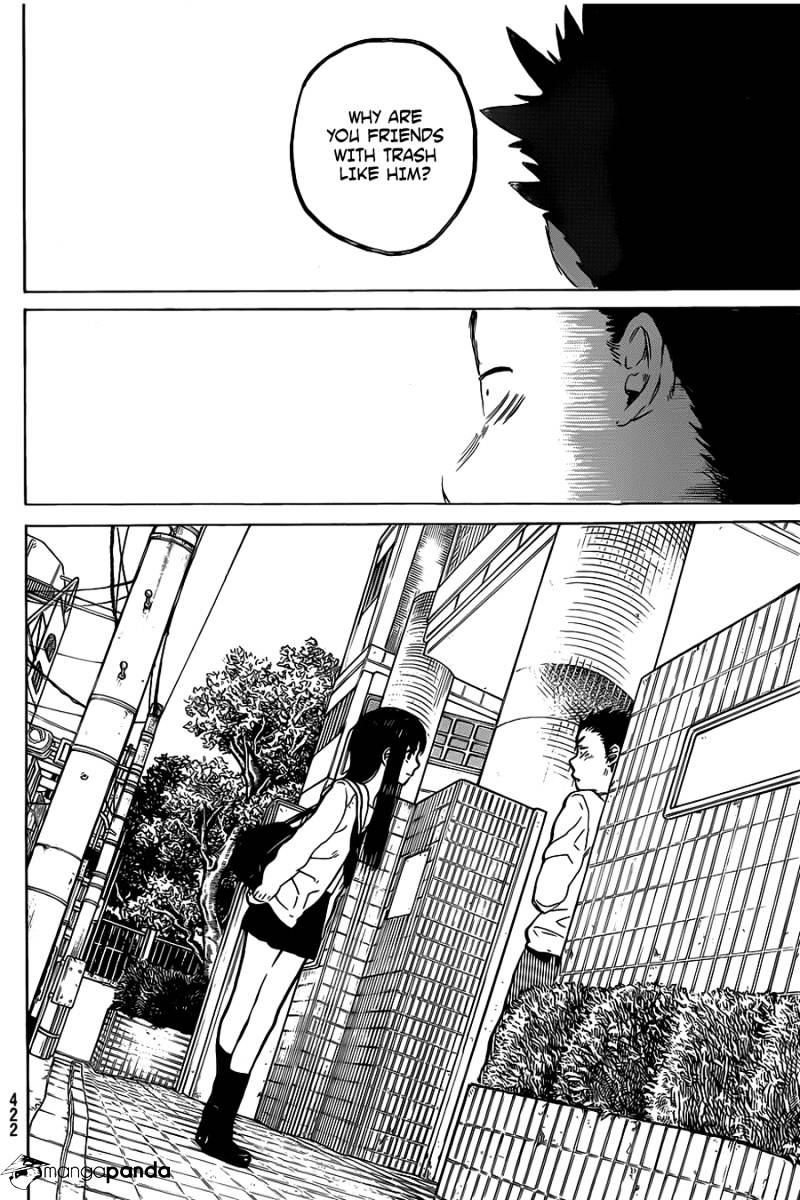 WHY ARE
YOU FRIENDS
WITH TRASH
LIKE HIM?
422
mangapanda